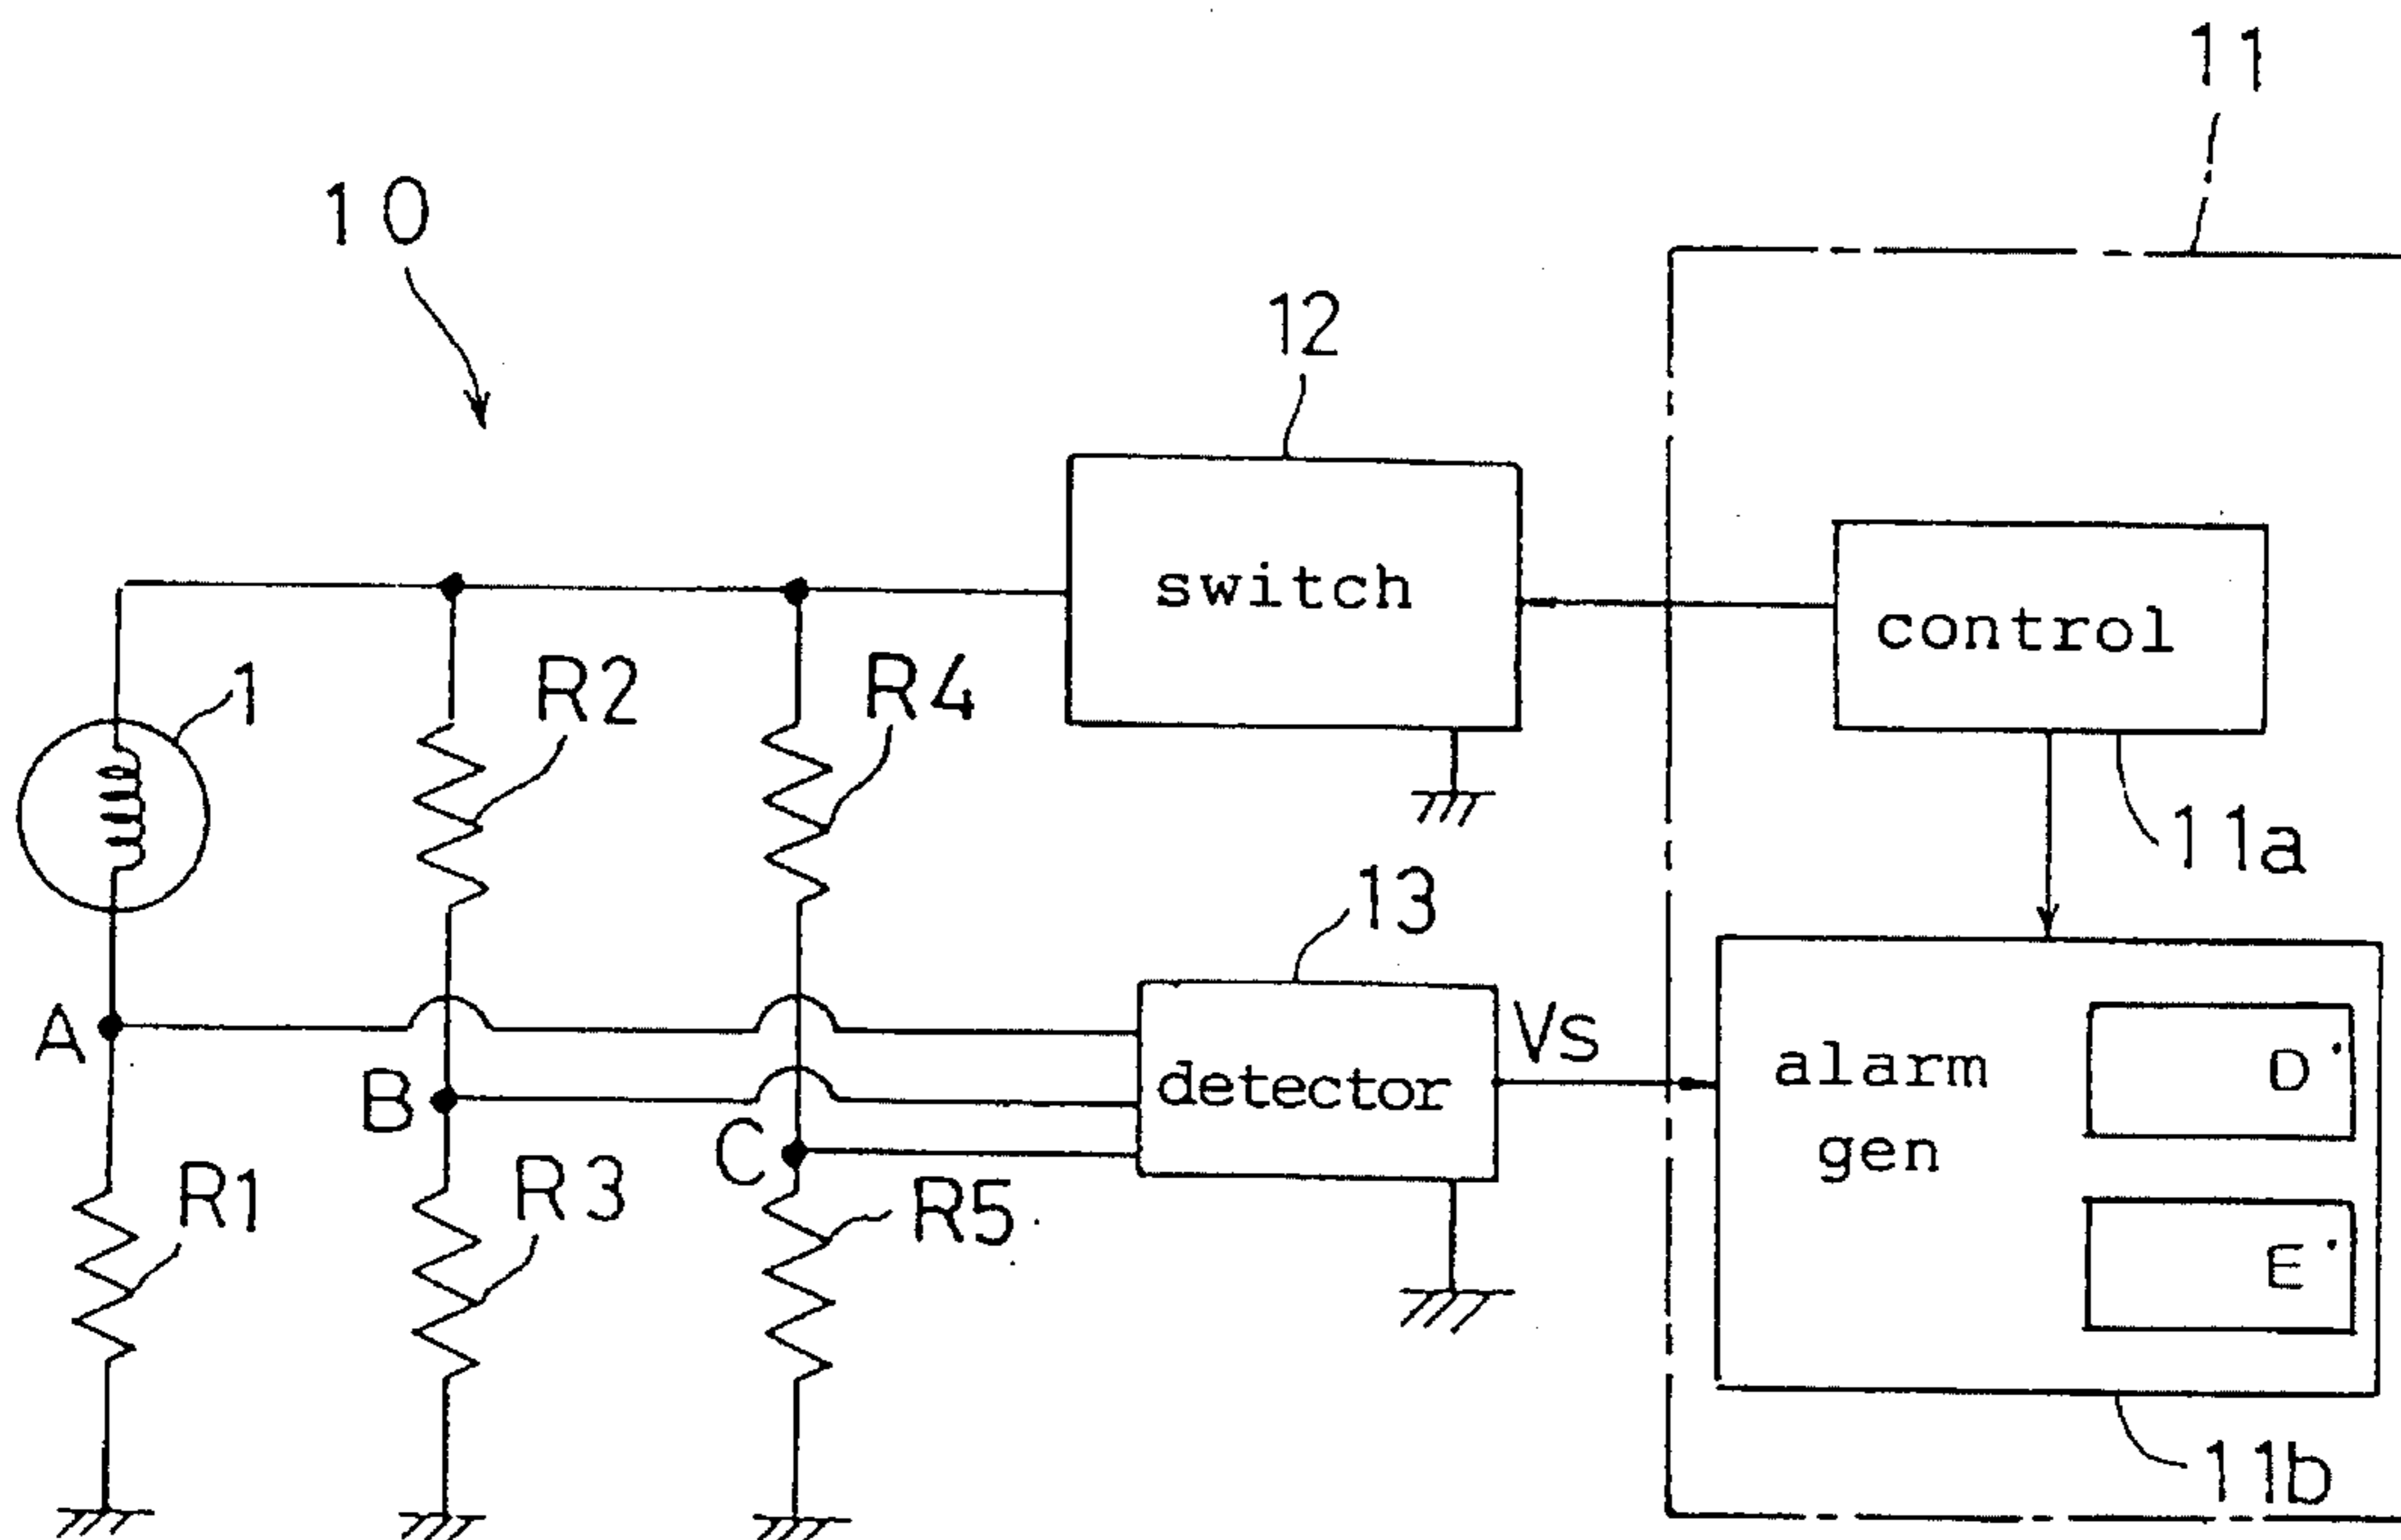 11
10
12
switch
control
1
R2
R4
11a
13
A
B
C
detector
Vs
alarm
gen
D
E
R1
R3
R5
11b